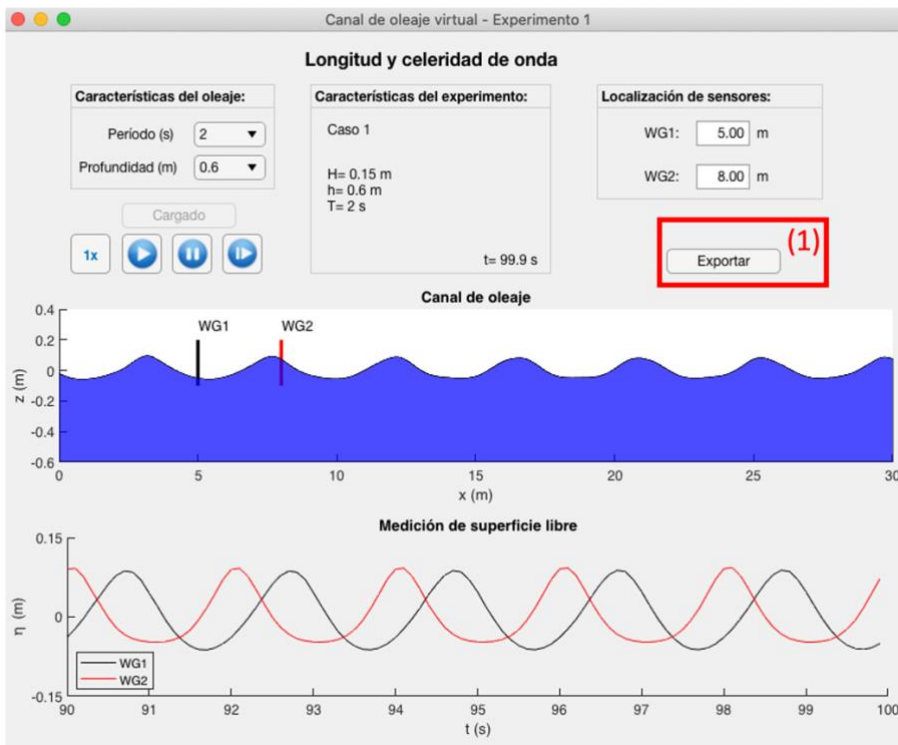 Canal de oleaje virtual - Experimento 1
Longitud y celeridad de onda
Características del oleaje:
Período (s) 2
Profundidad (m) 0.6
Cargado
1x
Características del experimento:
Caso 1
H= 0.15 m
h= 0.6 m
T= 2 s
t= 99.9 s
Localización de sensores:
WG1: 5.00 m
WG2: 8.00 m
(1)
Exportar
Canal de oleaje
WG1 WG2
0.4
0.2
0
-0.2
-0.4
-0.6
z (m)
0 5 10 15 20 25 30
x (m)
Medición de superficie libre
0.15
0
-0.15
η (m)
WG1
WG2
90 91 92 93 94 95 96 97 98 99 100
t (s)